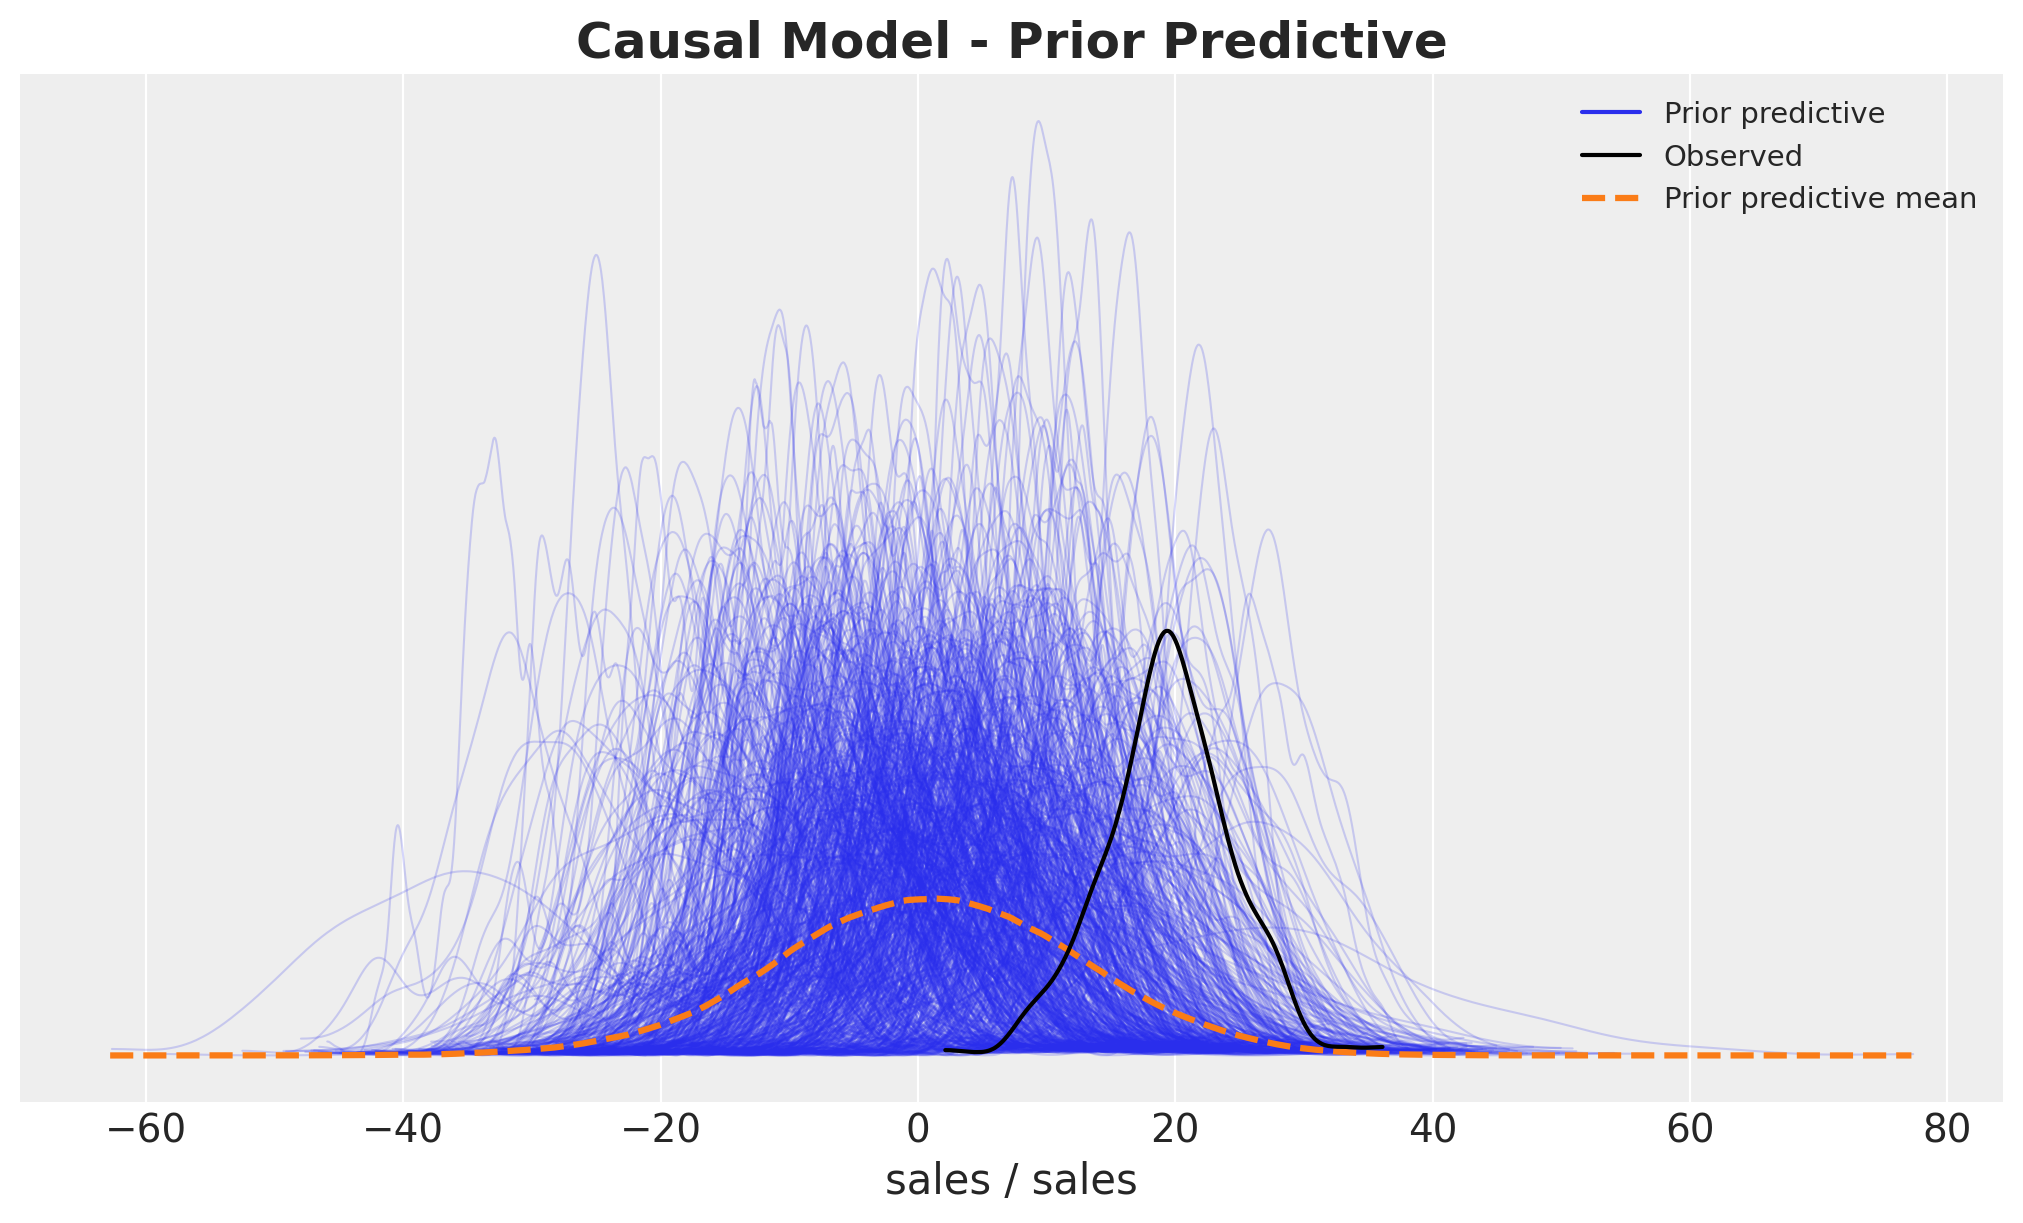 Causal Model - Prior Predictive
Prior predictive
Observed
Prior predictive mean
−60 −40 −20 0 20 40 60 80
sales / sales